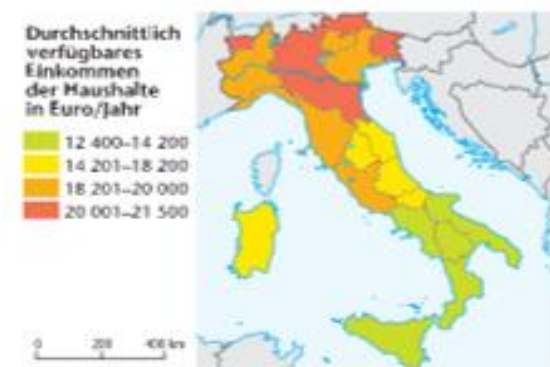 Durchschnittlich
verfügbares
Einkommen
der Haushalte
in Euro/Jahr
12 400–14 200
14 201–18 200
18 201–20 000
20 001–21 500
0 200 400 km